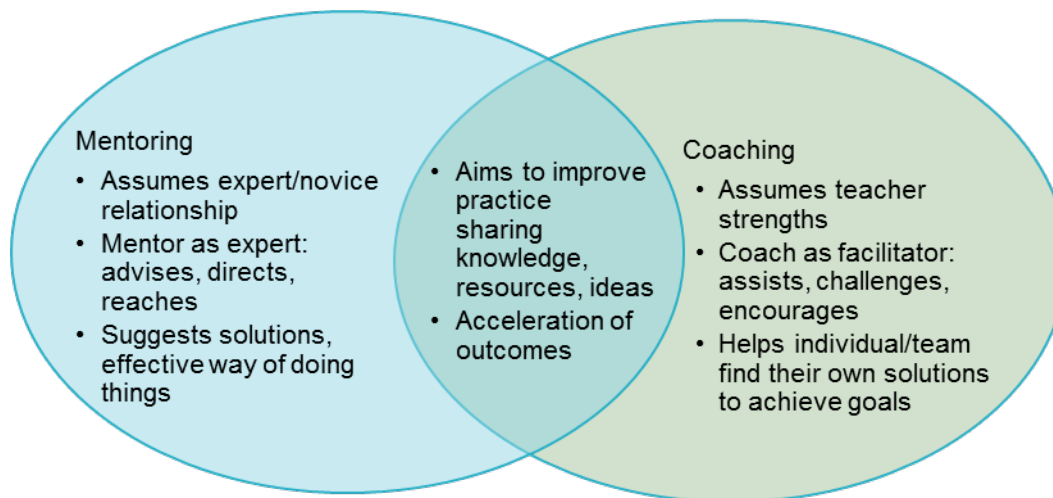 Mentoring
• Assumes expert/novice
relationship
• Mentor as expert:
advises, directs,
reaches
• Suggests solutions,
effective way of doing
things
• Aims to improve
practice
sharing
knowledge,
resources, ideas
• Acceleration of
outcomes
Coaching
• Assumes teacher
strengths
• Coach as facilitator:
assists, challenges,
encourages
• Helps individual/team
find their own solutions
to achieve goals